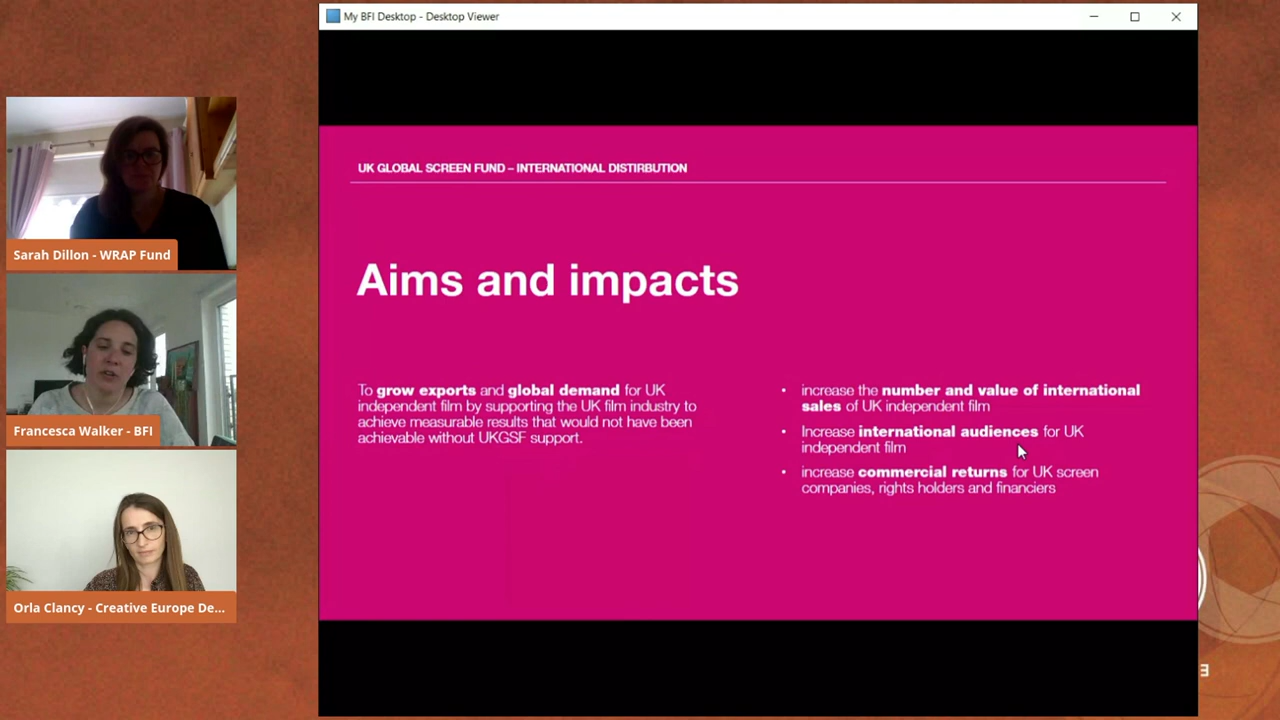 My BFI Desktop - Desktop Viewer
UK GLOBAL SCREEN FUND – INTERNATIONAL DISTIRBUTION
Aims and impacts
To grow exports and global demand for UK
independent film by supporting the UK film industry to
achieve measurable results that would not have been
achievable without UKGSF support.
• increase the number and value of international
sales of UK independent film
• Increase international audiences for UK
independent film
• increase commercial returns for UK screen
companies, rights holders and financiers
Sarah Dillon - WRAP Fund
Francesca Walker - BFI
Orla Clancy - Creative Europe De...
3